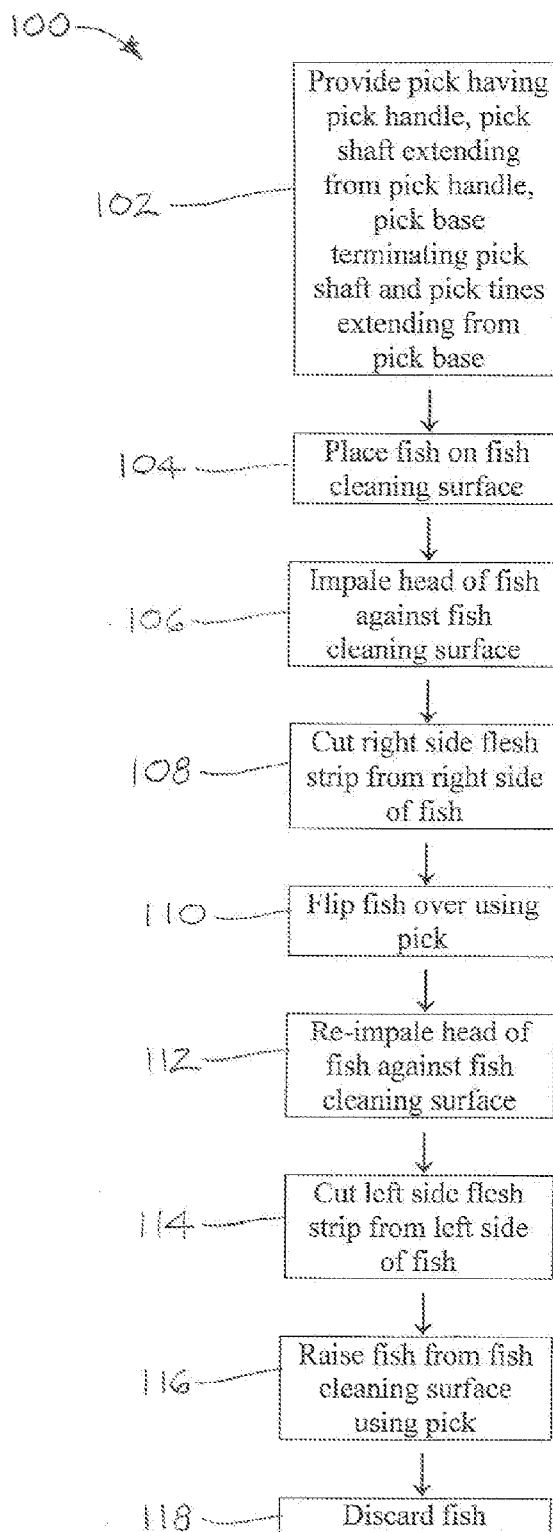 100
Provide pick having
pick handle, pick
shaft extending
102
from pick handle,
pick base
terminating pick
shaft and pick tines
extending from
pick base
104
Place fish on fish
cleaning surface
106
Impale head of fish
against fish
cleaning surface
108
Cut right side flesh
strip from right side
of fish
110
Flip fish over using
pick
112
Re-impale head of
fish against fish
cleaning surface
114
Cut left side flesh
strip from left side
of fish
116
Raise fish from fish
cleaning surface
using pick
118
Discard fish